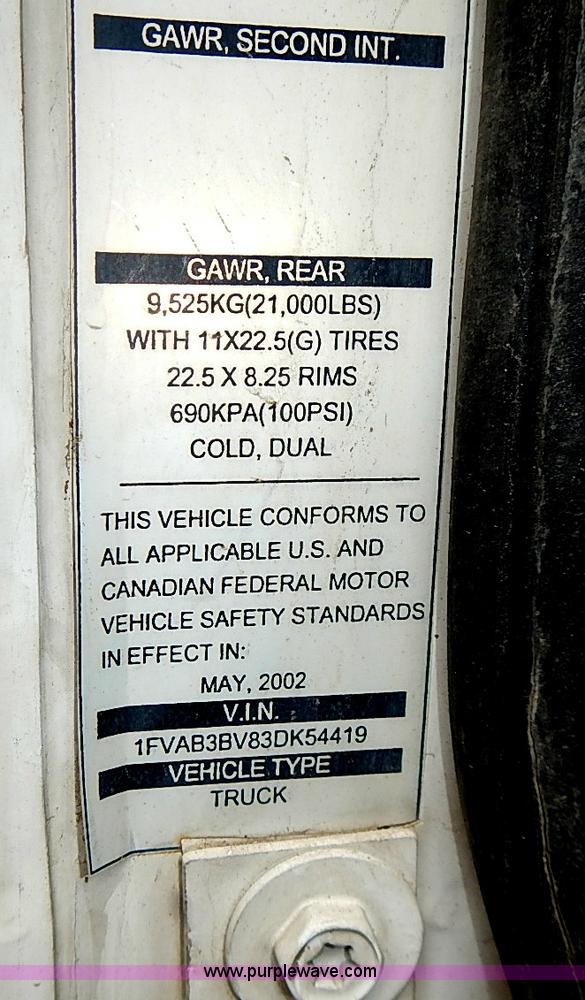 GAWR, SECOND INT.
GAWR, REAR
9,525KG(21,000LBS)
WITH 11X22.5(G) TIRES
22.5 X 8.25 RIMS
690KPA(100PSI)
COLD, DUAL
THIS VEHICLE CONFORMS TO
ALL APPLICABLE U.S. AND
CANADIAN FEDERAL MOTOR
VEHICLE SAFETY STANDARDS
IN EFFECT IN:
MAY, 2002
V.I.N.
1FVAB3BV83DK54419
VEHICLE TYPE
TRUCK
www.purplewave.com